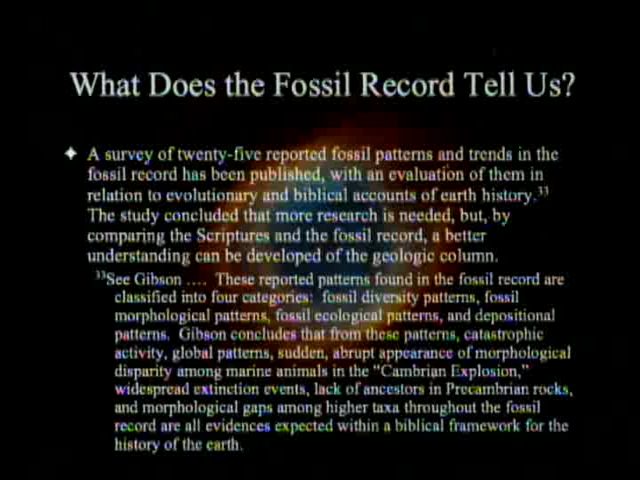 What Does the Fossil Record Tell Us?
✦ A survey of twenty-five reported fossil patterns and trends in the
fossil record has been published, with an evaluation of them in
relation to evolutionary and biblical accounts of earth history.³³
The study concluded that more research is needed, but, by
comparing the Scriptures and the fossil record, a better
understanding can be developed of the geologic column.
³³See Gibson .... These reported patterns found in the fossil record are
classified into four categories: fossil diversity patterns, fossil
morphological patterns, fossil ecological patterns, and depositional
patterns. Gibson concludes that from these patterns, catastrophic
activity, global patterns, sudden, abrupt appearance of morphological
disparity among marine animals in the “Cambrian Explosion,”
widespread extinction events, lack of ancestors in Precambrian rocks,
and morphological gaps among higher taxa throughout the fossil
record are all evidences expected within a biblical framework for the
history of the earth.